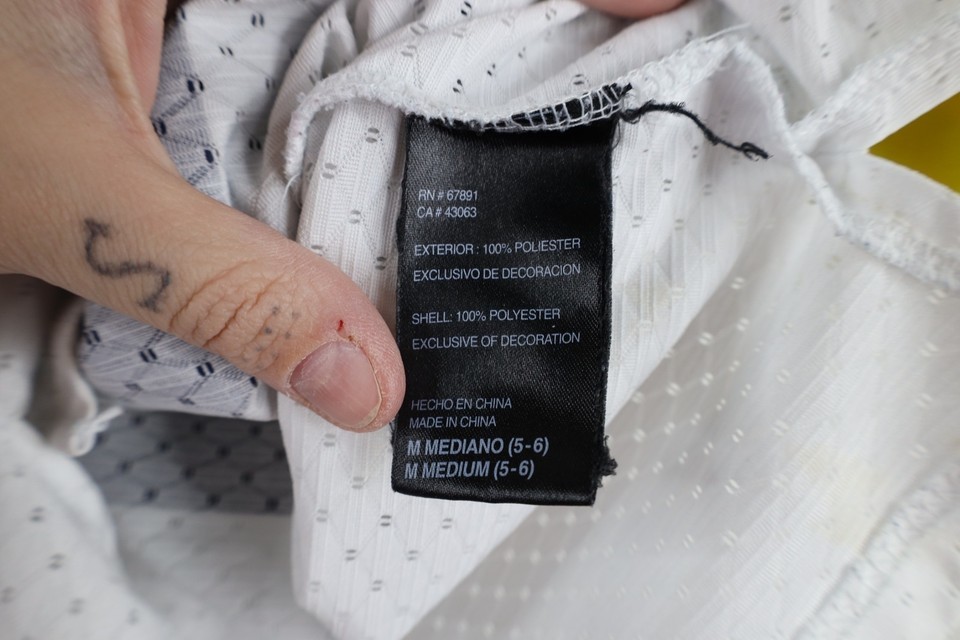 RN # 67891
CA # 43063
EXTERIOR : 100% POLIESTER
EXCLUSIVO DE DECORACION
SHELL: 100% POLYESTER
EXCLUSIVE OF DECORATION
HECHO EN CHINA
MADE IN CHINA
M MEDIANO (5-6)
M MEDIUM (5-6)